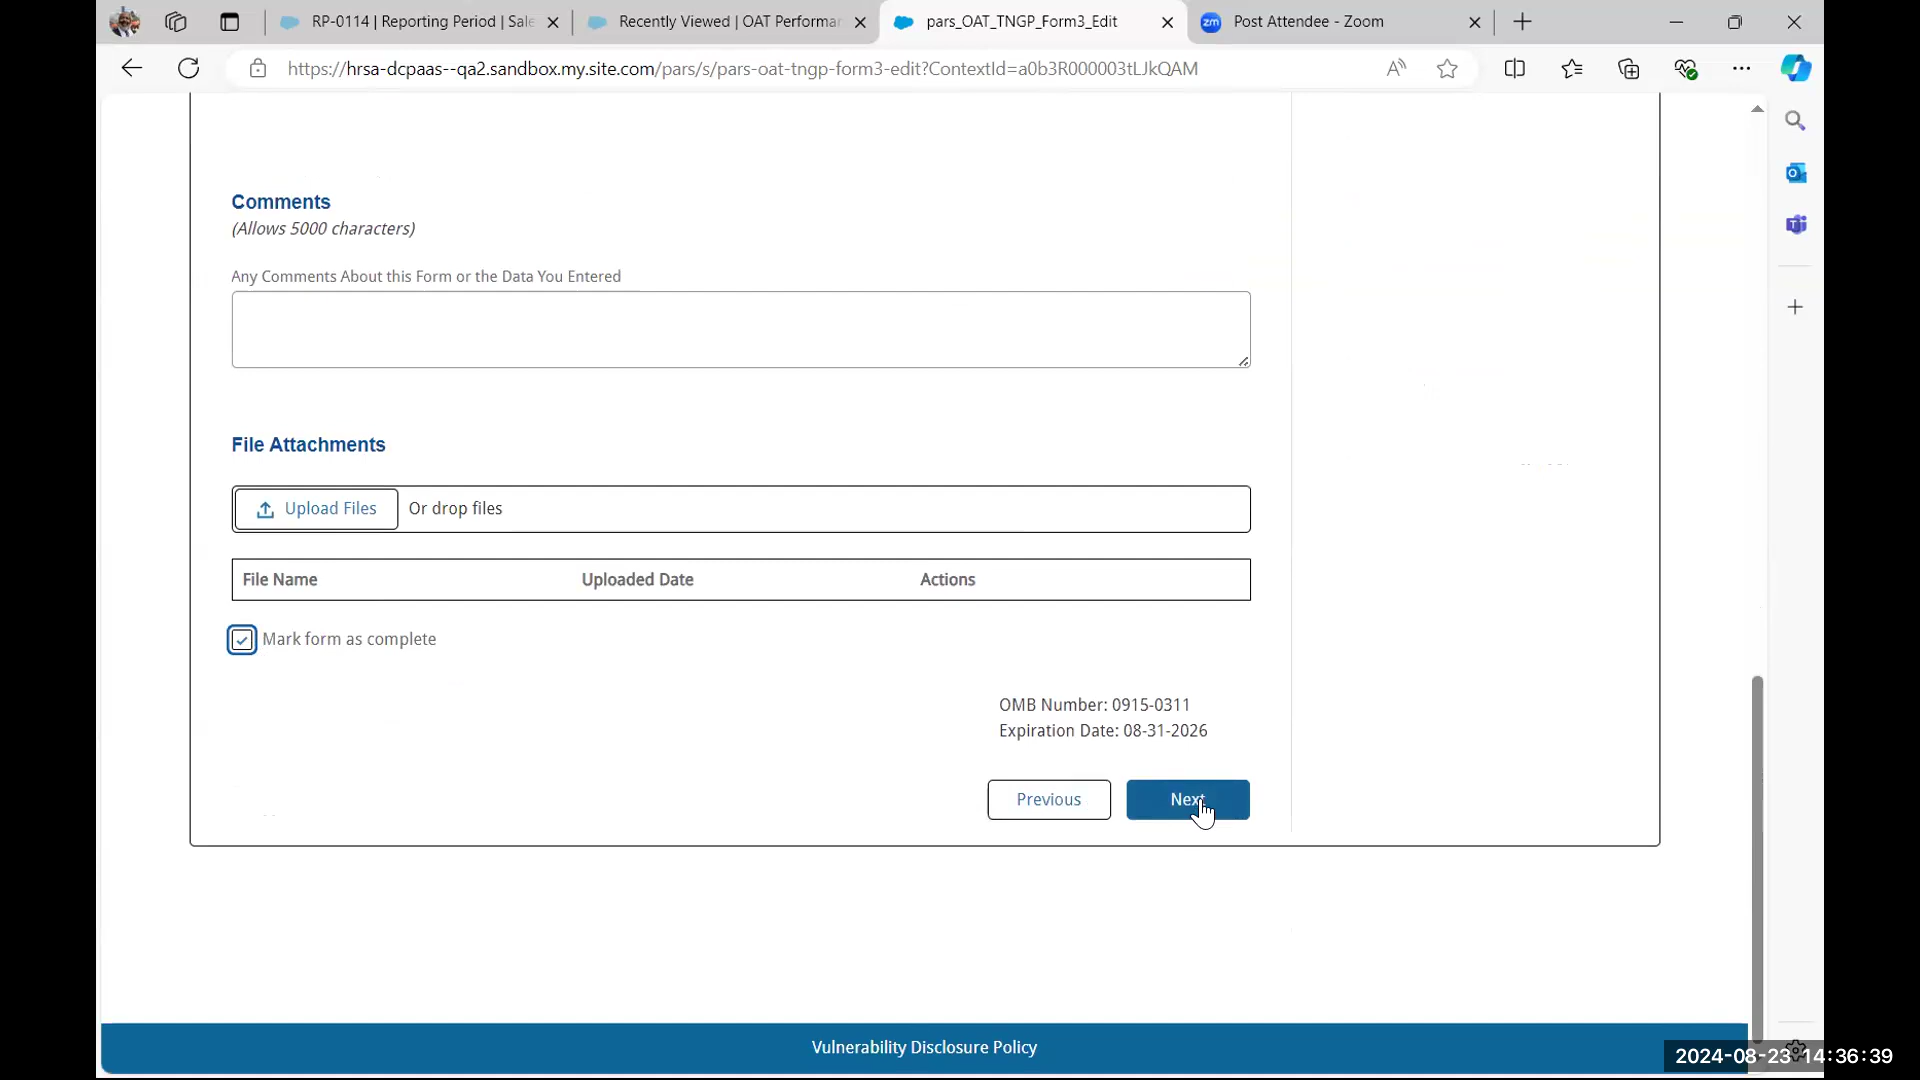 RP-0114 | Reporting Period | Sale
Recently Viewed | OAT Performan
pars_OAT_TNGP_Form3_Edit
zm
Post Attendee - Zoom
https://hrsa-dcpaas--qa2.sandbox.my.site.com/pars/s/pars-oat-tngp-form3-edit?ContextId=a0b3R000003tLJkQAM
Comments
(Allows 5000 characters)
Any Comments About this Form or the Data You Entered
File Attachments
Upload Files
Or drop files
File Name
Uploaded Date
Actions
Mark form as complete
OMB Number: 0915-0311
Expiration Date: 08-31-2026
Previous
Next
Vulnerability Disclosure Policy
2024-08-23 14:36:39